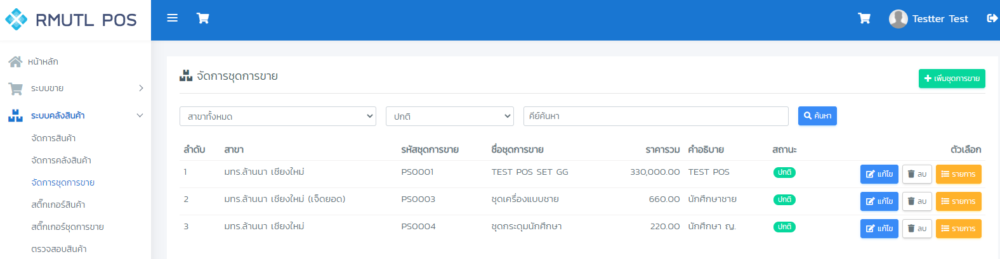 RMUTL POS
Testter Test
หน้าหลัก
ระบบขาย
ระบบคลังสินค้า
จัดการสินค้า
จัดการคลังสินค้า
จัดการชุดการขาย
สติ๊กเกอร์สินค้า
สติ๊กเกอร์ชุดการขาย
ตรวจสอบสินค้า
จัดการชุดการขาย
เพิ่มชุดการขาย
สาขาทั้งหมด ปกติ คีย์ค้นหา ค้นหา
ลำดับ สาขา รหัสชุดการขาย ชื่อชุดการขาย ราคารวม คำอธิบาย สถานะ ตัวเลือก
1 มทร.ล้านนา เชียงใหม่ PS0001 TEST POS SET GG 330,000.00 TEST POS ปกติ แก้ไข ลบ รายการ
2 มทร.ล้านนา เชียงใหม่ (เจ็ดยอด) PS0003 ชุดเครื่องแบบชาย 660.00 นักศึกษาชาย ปกติ แก้ไข ลบ รายการ
3 มทร.ล้านนา เชียงใหม่ PS0004 ชุดกระดุมนักศึกษา 220.00 นักศึกษา ญ. ปกติ แก้ไข ลบ รายการ